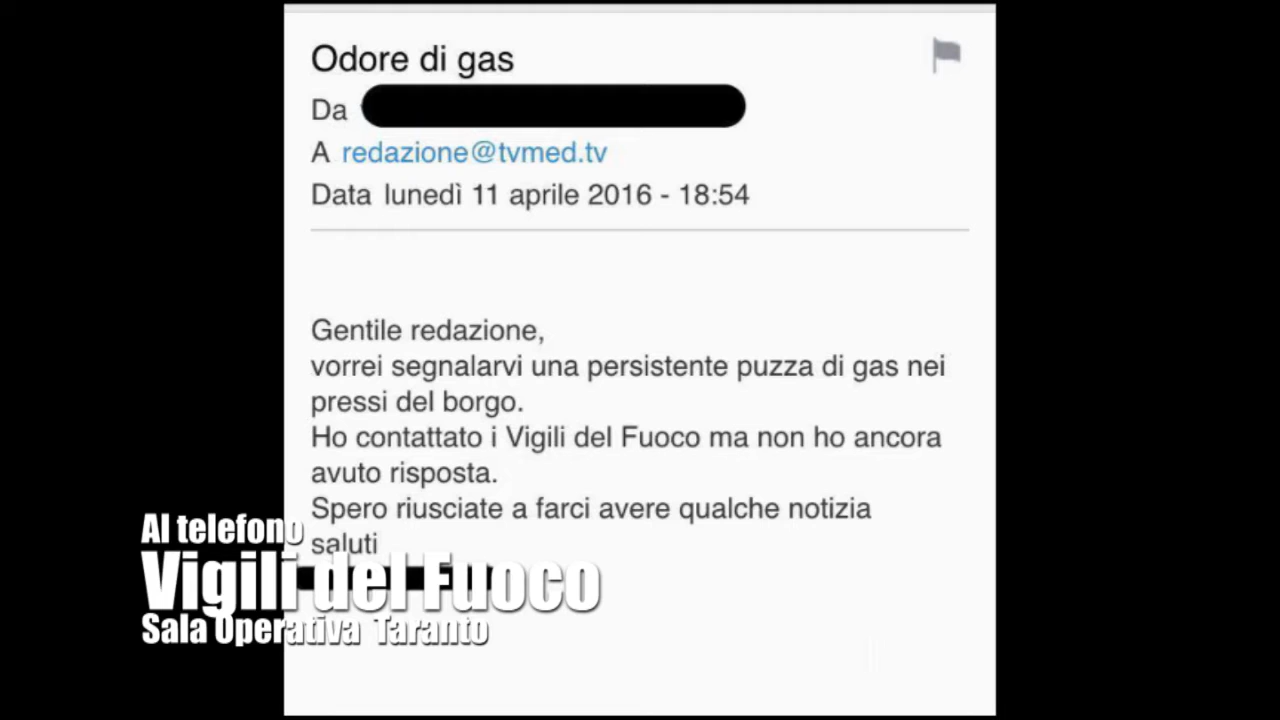 Odore di gas
Da
A redazione@tvmed.tv
Data lunedì 11 aprile 2016 - 18:54
Gentile redazione,
vorrei segnalarvi una persistente puzza di gas nei
pressi del borgo.
Ho contattato i Vigili del Fuoco ma non ho ancora
avuto risposta.
Spero riusciate a farci avere qualche notizia
saluti
Al telefono
Vigili del Fuoco
Sala Operativa Taranto